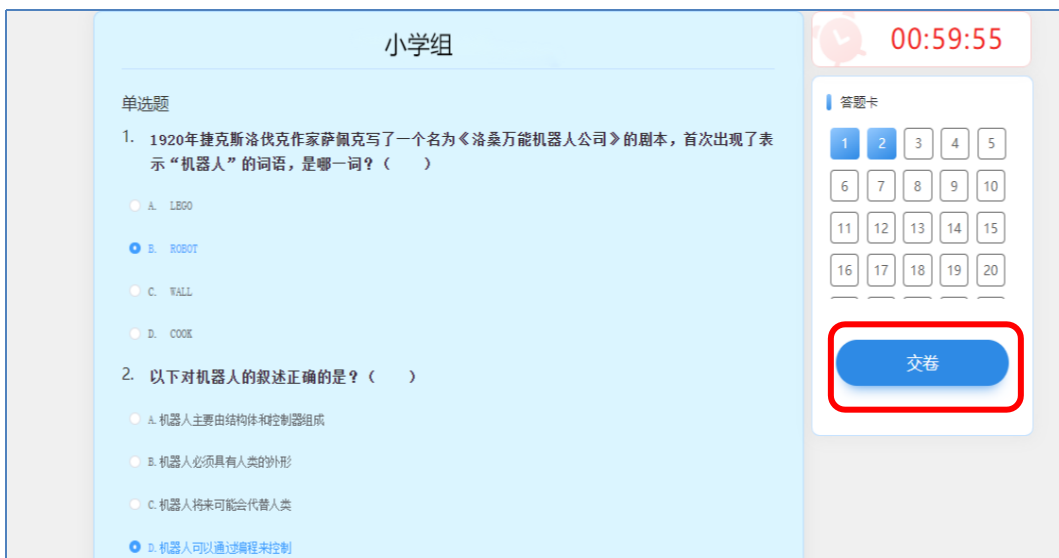 小学组
00:59:55
单选题
1. 1920年捷克斯洛伐克作家萨佩克写了一个名为《洛桑万能机器人公司》的剧本，首次出现了表
示“机器人”的词语，是哪一词？（　　）
A. LEGO
B. ROBOT
C. WALL
D. COOK
2. 以下对机器人的叙述正确的是？（　　）
A.机器人主要由结构体和控制器组成
B.机器人必须具有人类的外形
C.机器人将来可能会代替人类
D.机器人可以通过编程来控制
答题卡
1 2 3 4 5
6 7 8 9 10
11 12 13 14 15
16 17 18 19 20
交卷